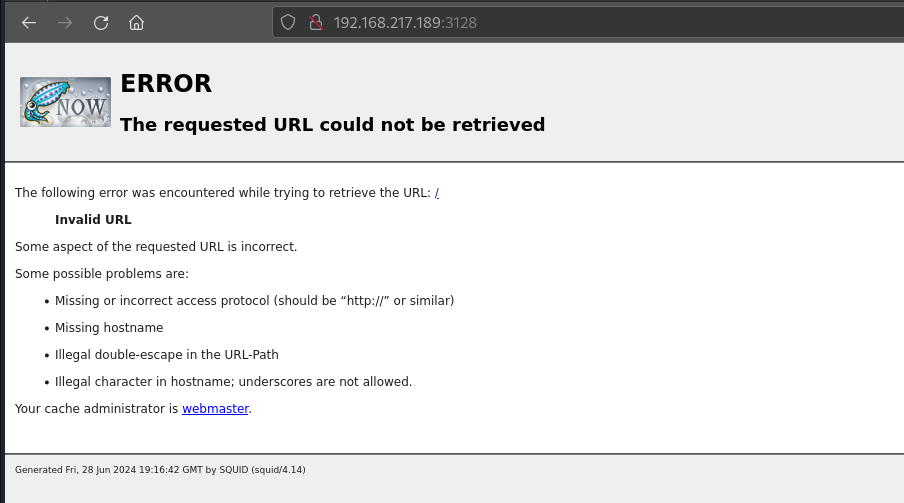 192.168.217.189:3128
NOW
ERROR
The requested URL could not be retrieved
The following error was encountered while trying to retrieve the URL: /
Invalid URL
Some aspect of the requested URL is incorrect.
Some possible problems are:
• Missing or incorrect access protocol (should be “http://” or similar)
• Missing hostname
• Illegal double-escape in the URL-Path
• Illegal character in hostname; underscores are not allowed.
Your cache administrator is webmaster.
Generated Fri, 28 Jun 2024 19:16:42 GMT by SQUID (squid/4.14)